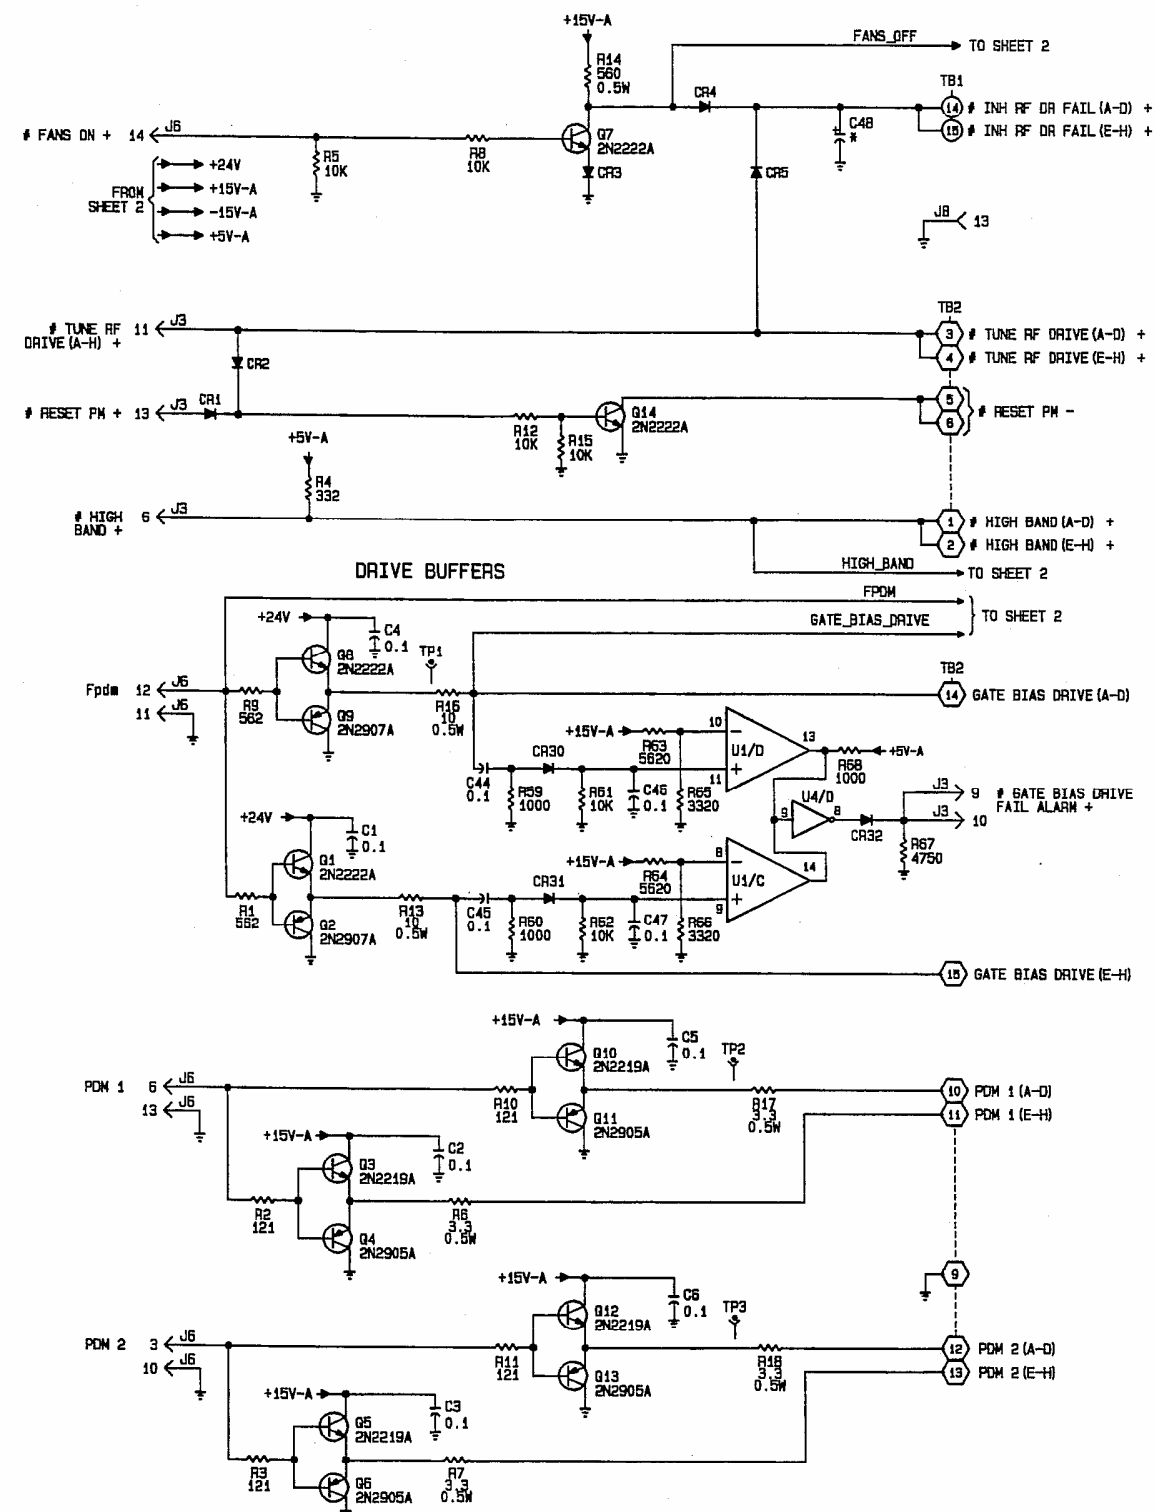 +15V-A
FANS_OFF
TO SHEET 2
R14
560
0.5W
CR4
TB1
14 # INH RF DR FAIL(A-D) +
15 # INH RF DR FAIL(E-H) +
# FANS ON + 14 J6
R5
10K
R8
10K
Q7
2N2222A
CR3
C48
*
CR5
FROM
SHEET 2
+24V
+15V-A
-15V-A
+5V-A
J8
13
# TUNE RF
DRIVE(A-H) +
11 J3
TB2
3 # TUNE RF DRIVE(A-D) +
4 # TUNE RF DRIVE(E-H) +
CR2
# RESET PM + 13 J3
CR1
R12
10K
R15
10K
Q14
2N2222A
5
6
# RESET PM -
+5V-A
R4
332
# HIGH
BAND +
6 J3
1 # HIGH BAND(A-D) +
2 # HIGH BAND(E-H) +
HIGH_BAND
TO SHEET 2
DRIVE BUFFERS
FPDM
GATE_BIAS_DRIVE
TO SHEET 2
+24V
C4
0.1
Q8
2N2222A
TP1
TB2
Fpdm 12 J6
11 J6
R9
562
Q9
2N2907A
R16
10
0.5W
14 GATE BIAS DRIVE(A-D)
+15V-A
R63
5620
10
U1/D
13
11
R68
1000
+5V-A
C44
0.1
CR30
R59
1000
R61
10K
C46
0.1
R65
3320
U4/D
9
8
CR32
J3 9
J3 10
# GATE BIAS DRIVE
FAIL ALARM +
R67
4750
+24V
C1
0.1
Q1
2N2222A
R1
562
Q2
2N2907A
R13
10
0.5W
+15V-A
R64
5620
8
U1/C
14
9
C45
0.1
CR31
R60
1000
R62
10K
C47
0.1
R66
3320
15 GATE BIAS DRIVE(E-H)
+15V-A
C5
0.1
Q10
2N2219A
TP2
PDM 1 6 J6
13 J6
R10
121
Q11
2N2905A
R17
3.3
0.5W
10 PDM 1(A-D)
11 PDM 1(E-H)
+15V-A
C2
0.1
Q3
2N2219A
R2
121
Q4
2N2905A
R6
3.3
0.5W
9
+15V-A
C6
0.1
Q12
2N2219A
TP3
PDM 2 3 J6
10 J6
R11
121
Q13
2N2905A
R18
3.3
0.5W
12 PDM 2(A-D)
13 PDM 2(E-H)
+15V-A
C3
0.1
Q5
2N2219A
R3
121
Q6
2N2905A
R7
3.3
0.5W